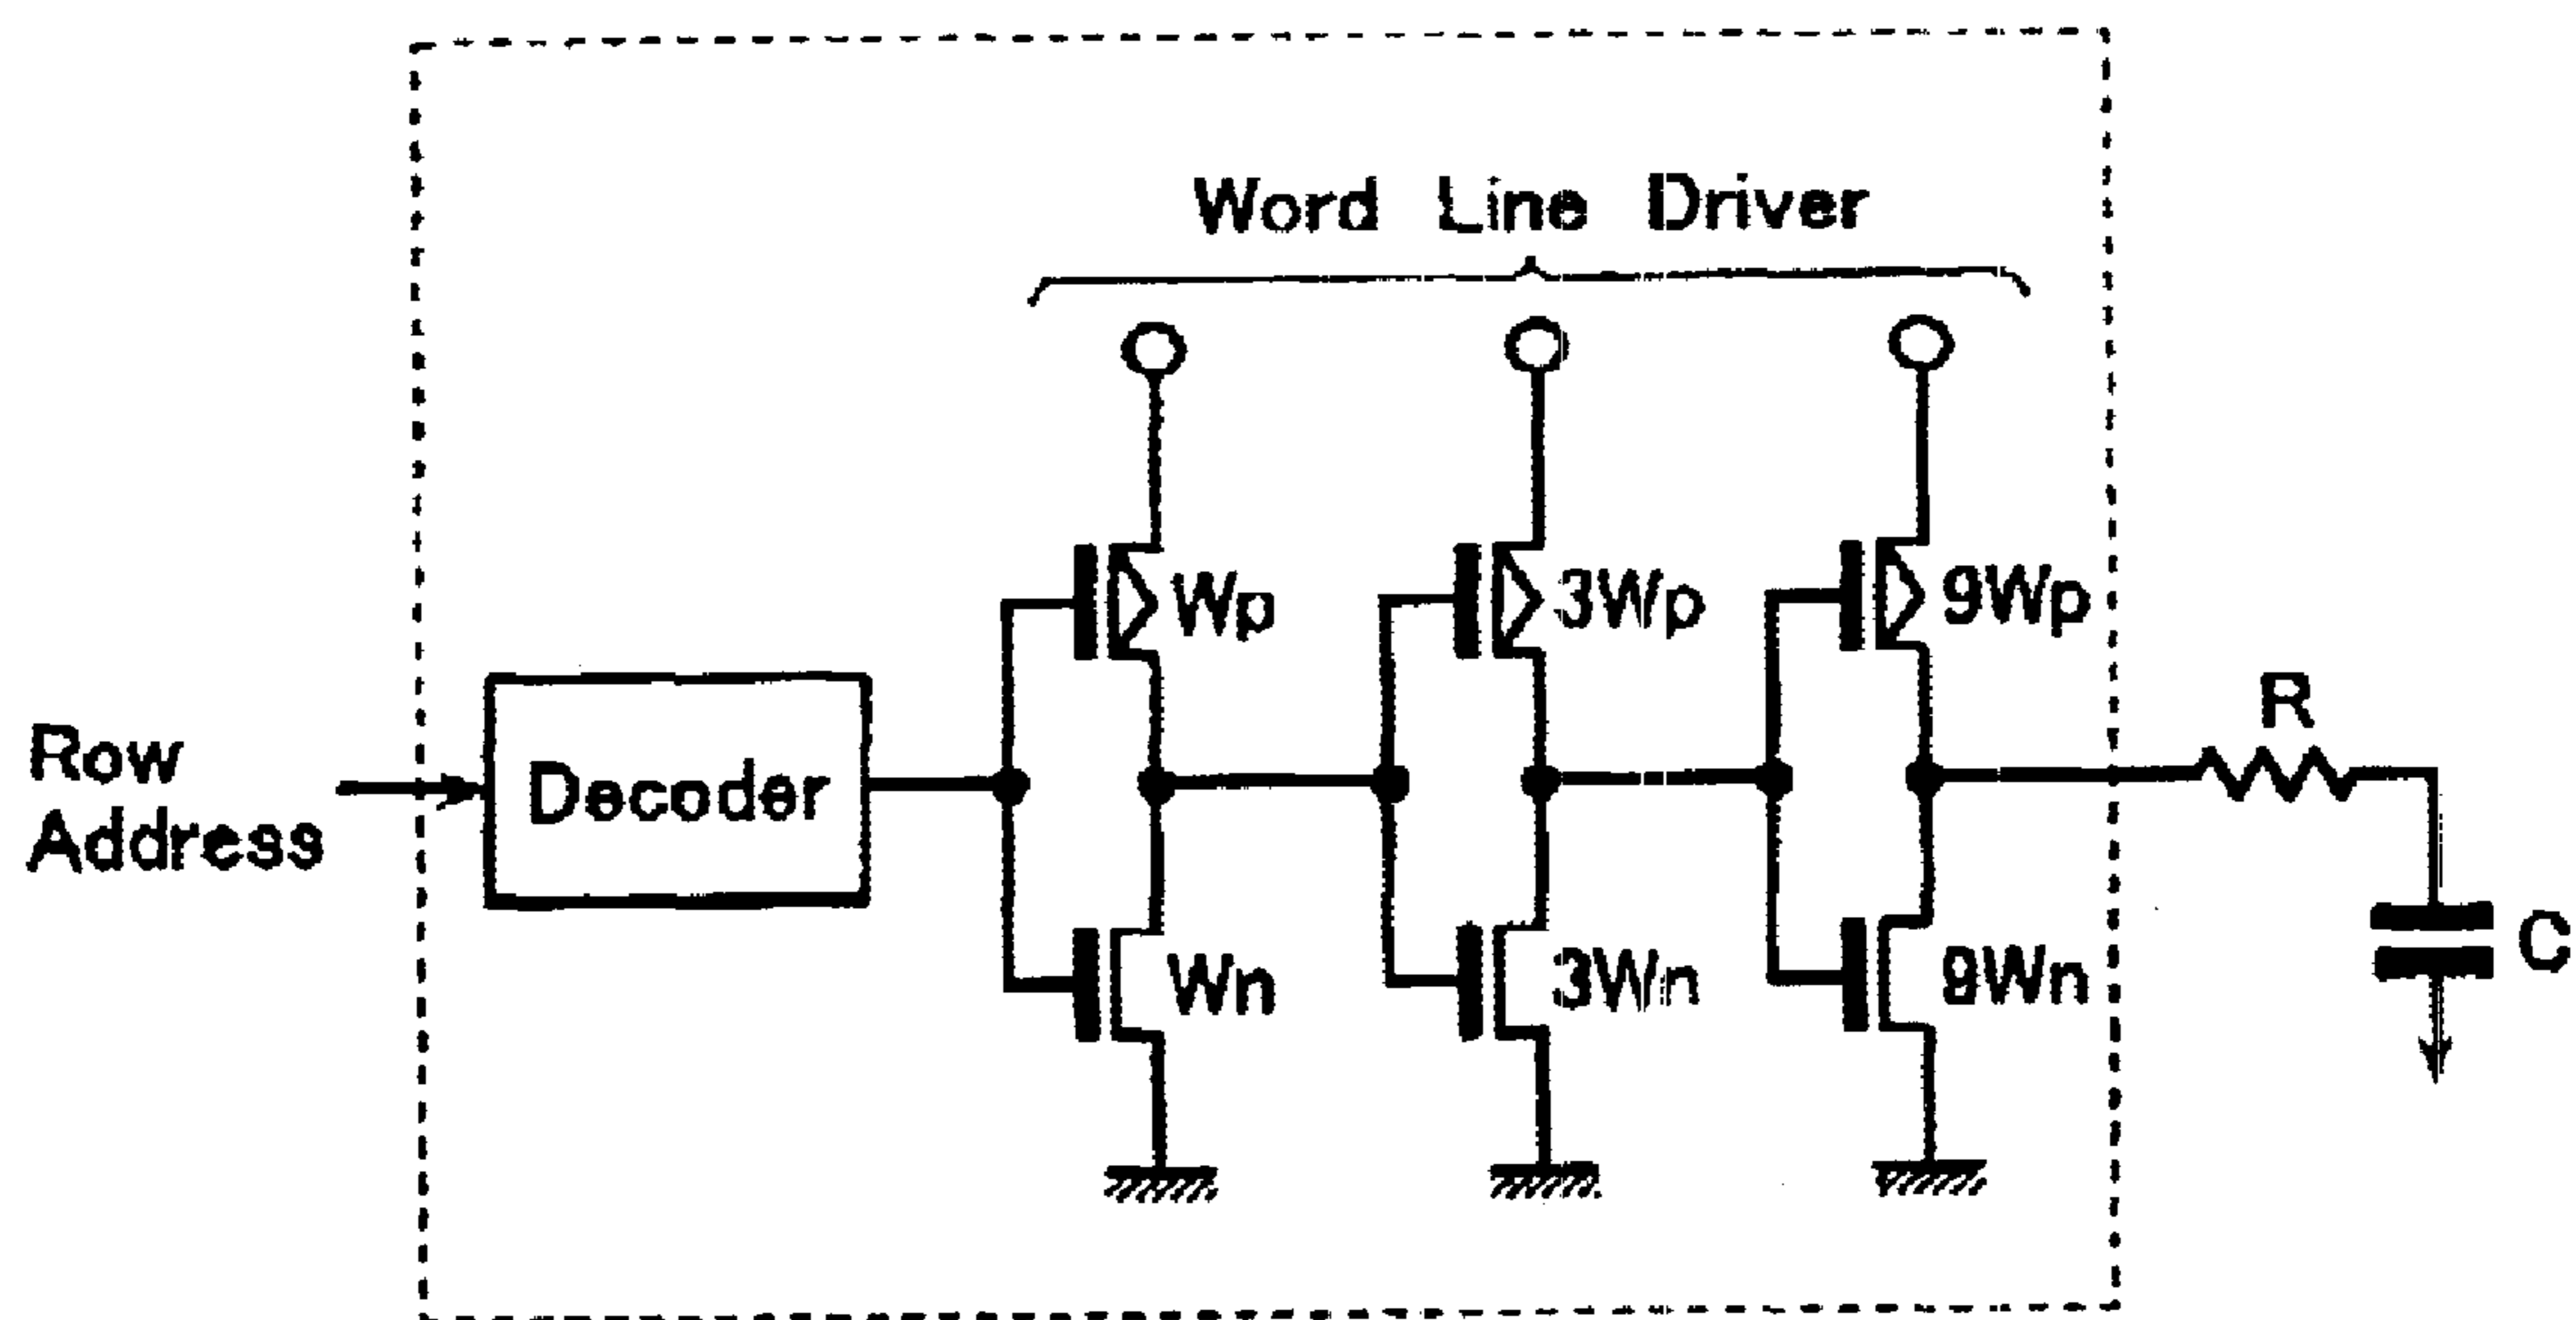 Word Line Driver
Wp
3Wp
9Wp
R
Row
Address
Decoder
Wn
3Wn
9Wn
C